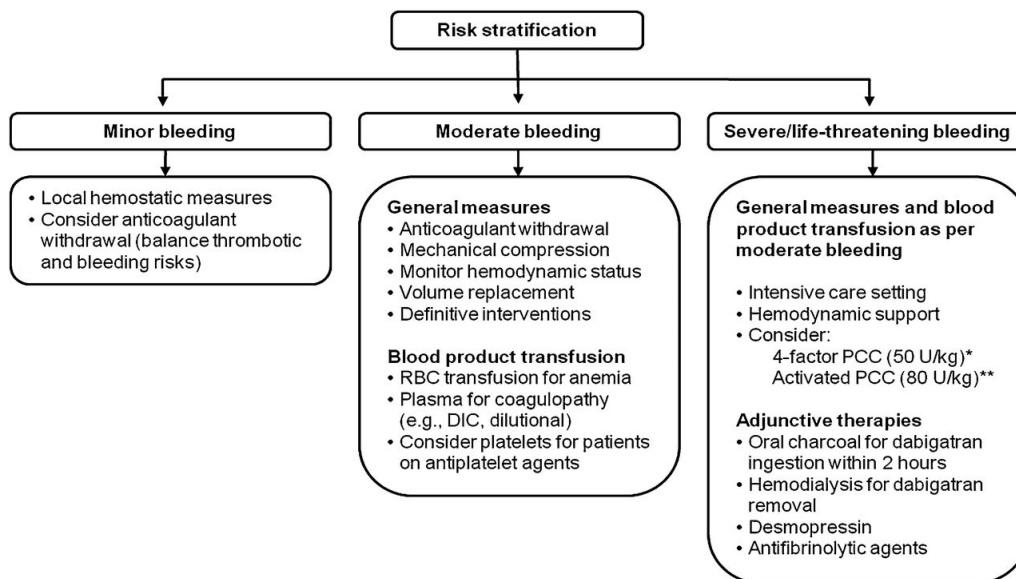 Risk stratification
Minor bleeding
• Local hemostatic measures
• Consider anticoagulant
withdrawal (balance thrombotic
and bleeding risks)
Moderate bleeding
General measures
• Anticoagulant withdrawal
• Mechanical compression
• Monitor hemodynamic status
• Volume replacement
• Definitive interventions
Blood product transfusion
• RBC transfusion for anemia
• Plasma for coagulopathy
(e.g., DIC, dilutional)
• Consider platelets for patients
on antiplatelet agents
Severe/life-threatening bleeding
General measures and blood
product transfusion as per
moderate bleeding
• Intensive care setting
• Hemodynamic support
• Consider:
4-factor PCC (50 U/kg)*
Activated PCC (80 U/kg)**
Adjunctive therapies
• Oral charcoal for dabigatran
ingestion within 2 hours
• Hemodialysis for dabigatran
removal
• Desmopressin
• Antifibrinolytic agents